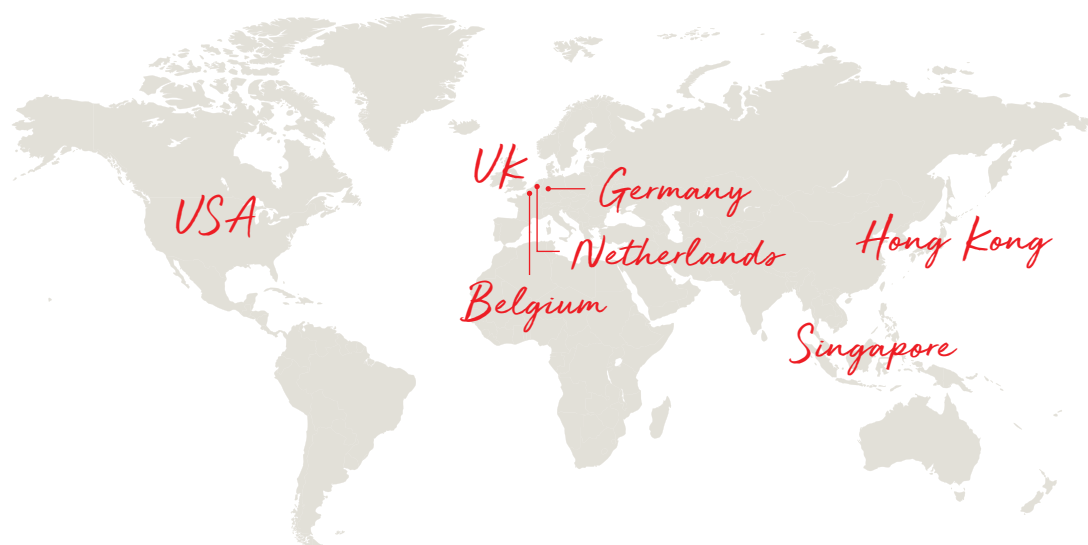 UK
Germany
USA
Hong Kong
Netherlands
Belgium
Singapore